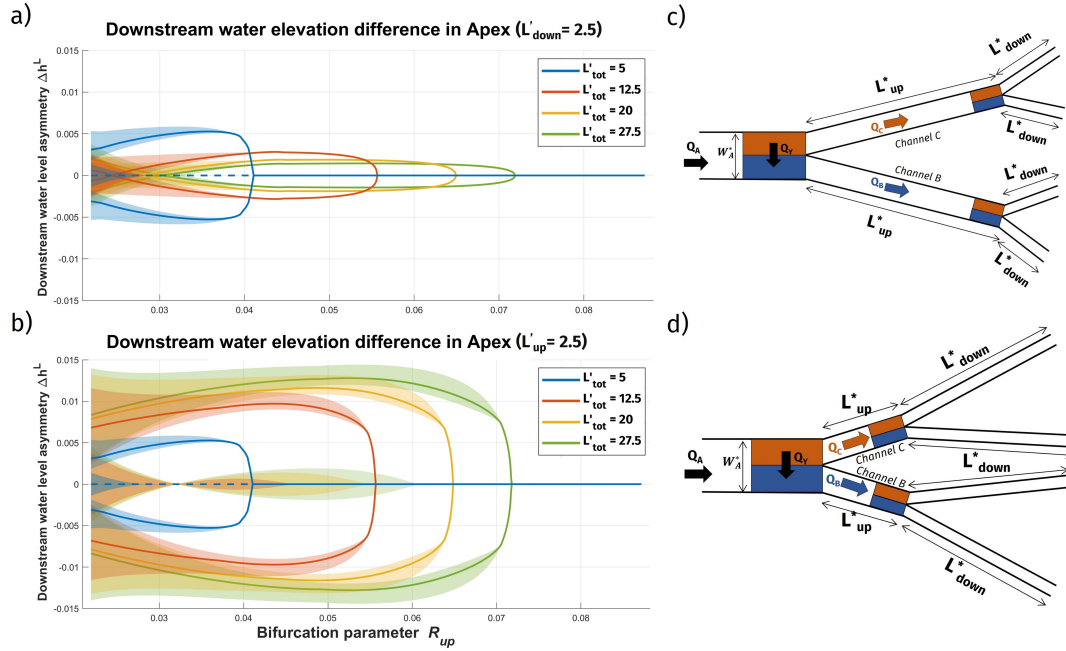 a)
Downstream water elevation difference in Apex (L'down= 2.5)
Downstream water level asymmetry Δh^L
0.015
0.01
0.005
0
-0.005
-0.01
-0.015
0.03
0.04
0.05
0.06
0.07
0.08
L'tot = 5
L'tot = 12.5
L'tot = 20
L'tot = 27.5
b)
Downstream water elevation difference in Apex (L'up= 2.5)
Downstream water level asymmetry Δh^L
0.015
0.01
0.005
0
-0.005
-0.01
-0.015
0.03
0.04
0.05
0.06
0.07
0.08
Bifurcation parameter R_up
L'tot = 5
L'tot = 12.5
L'tot = 20
L'tot = 27.5
c)
L*down
L*up
QC
Channel C
L*down
QA
W*A
QY
Channel B
QB
L*down
L*up
L*down
d)
L*down
L*up
QC
Channel C
QA
W*A
QY
L*down
Channel B
QB
L*up
L*down